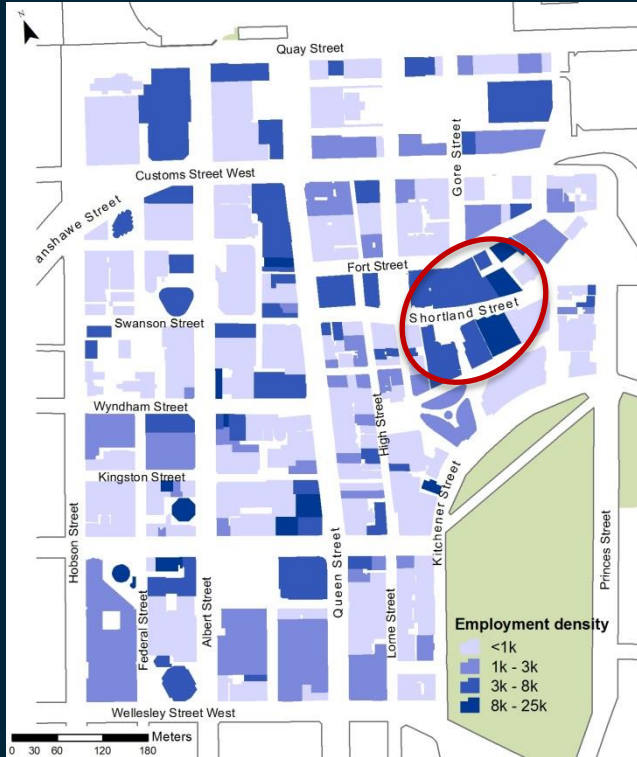 N
Quay Street
Gore Street
Customs Street West
anshawe Street
Fort Street
Shortland Street
Swanson Street
Wyndham Street
High Street
Kingston Street
Kitchener Street
Hobson Street
Queen Street
Princes Street
Federal Street
Albert Street
Lorne Street
Employment density
<1k
1k - 3k
3k - 8k
8k - 25k
Wellesley Street West
Meters
0 30 60 120 180